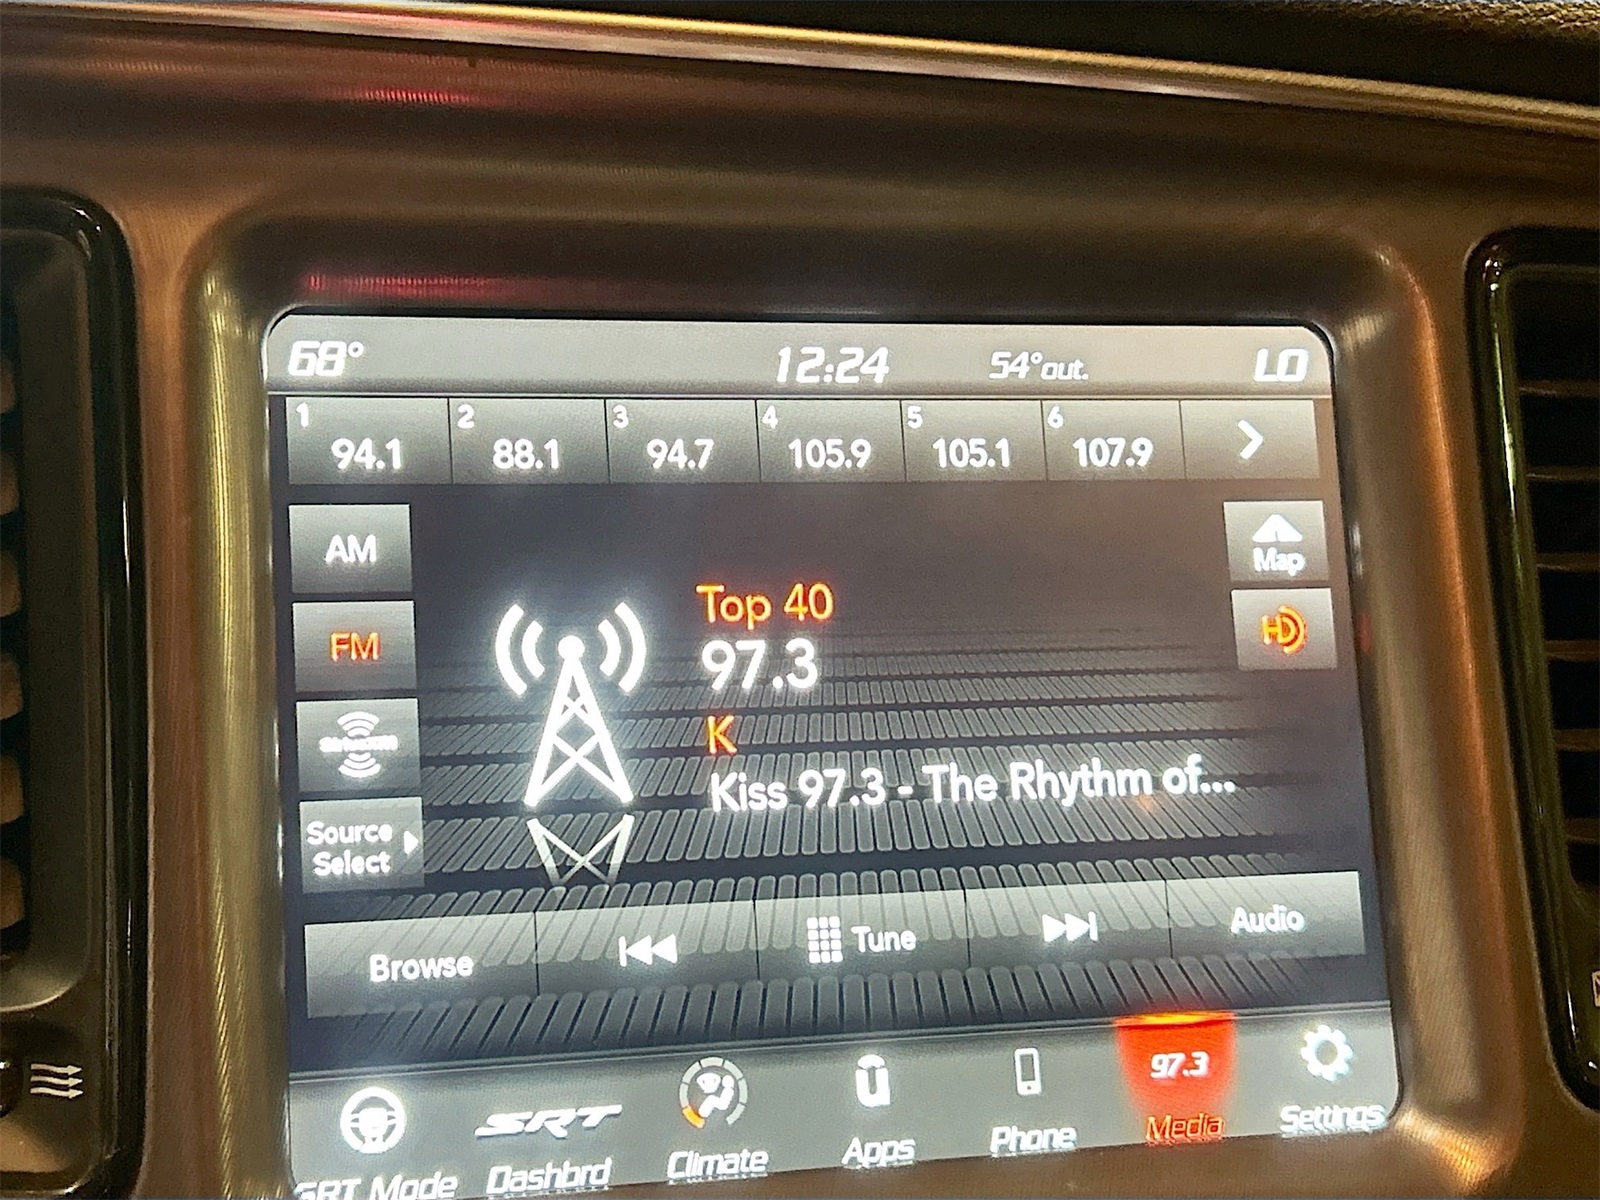 68° 12:24 54°out. LO
1 2 3 4 5 6
94.1 88.1 94.7 105.9 105.1 107.9
AM
Map
Top 40
FM
97.3
HD
K
Kiss 97.3 - The Rhythm of...
Source
Select
Browse Tune Audio
97.3
SRT Mode SRT Dashbrd Climate Apps Phone Media Settings